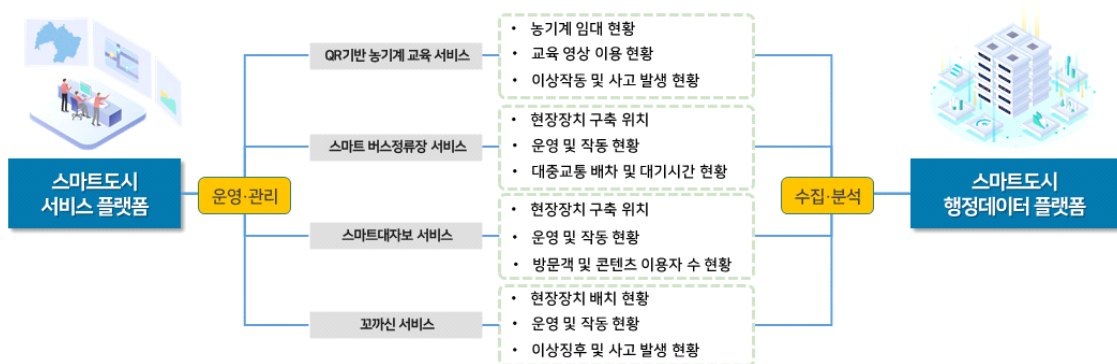 스마트도시
서비스 플랫폼
운영·관리
QR기반 농기계 교육 서비스
• 농기계 임대 현황
• 교육 영상 이용 현황
• 이상작동 및 사고 발생 현황
스마트 버스정류장 서비스
• 현장장치 구축 위치
• 운영 및 작동 현황
• 대중교통 배차 및 대기시간 현황
스마트대자보 서비스
• 현장장치 구축 위치
• 운영 및 작동 현황
• 방문객 및 콘텐츠 이용자 수 현황
꼬까신 서비스
• 현장장치 배치 현황
• 운영 및 작동 현황
• 이상징후 및 사고 발생 현황
수집·분석
스마트도시
행정데이터 플랫폼